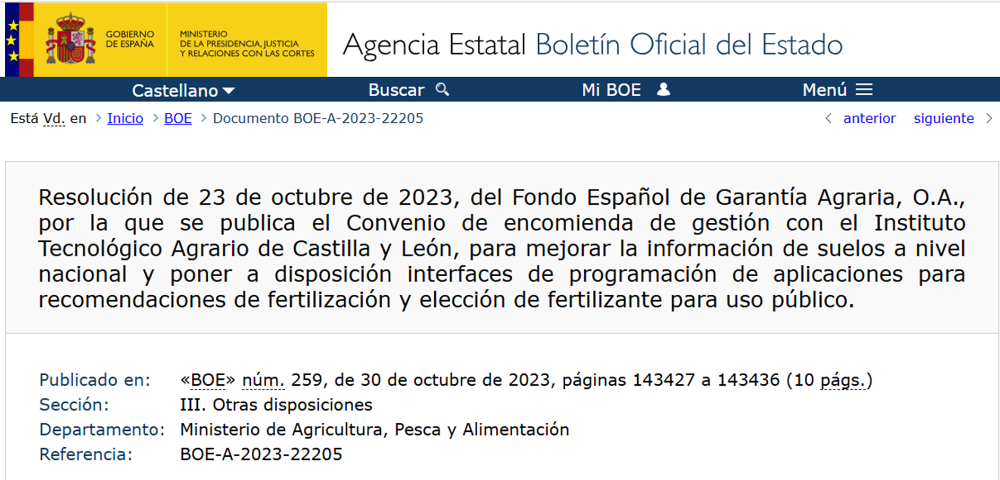 GOBIERNO
DE ESPAÑA
MINISTERIO
DE LA PRESIDENCIA, JUSTICIA
Y RELACIONES CON LAS CORTES
Agencia Estatal Boletín Oficial del Estado
Castellano
Buscar
Mi BOE
Menú
Está Vd. en > Inicio > BOE > Documento BOE-A-2023-22205
< anterior siguiente >
Resolución de 23 de octubre de 2023, del Fondo Español de Garantía Agraria, O.A.,
por la que se publica el Convenio de encomienda de gestión con el Instituto
Tecnológico Agrario de Castilla y León, para mejorar la información de suelos a nivel
nacional y poner a disposición interfaces de programación de aplicaciones para
recomendaciones de fertilización y elección de fertilizante para uso público.
Publicado en: «BOE» núm. 259, de 30 de octubre de 2023, páginas 143427 a 143436 (10 págs.)
Sección: III. Otras disposiciones
Departamento: Ministerio de Agricultura, Pesca y Alimentación
Referencia: BOE-A-2023-22205